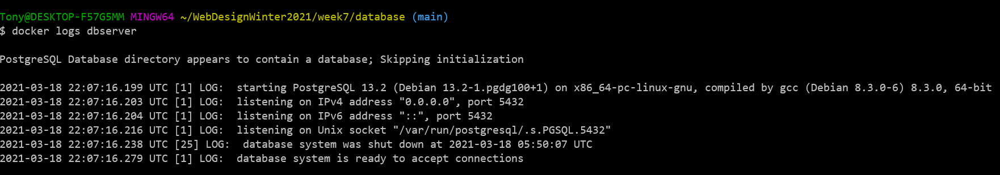 Tony@DESKTOP-F57G5MM MINGW64 ~/WebDesignWinter2021/week7/database (main)
$ docker logs dbserver
PostgreSQL Database directory appears to contain a database; Skipping initialization
2021-03-18 22:07:16.199 UTC [1] LOG:  starting PostgreSQL 13.2 (Debian 13.2-1.pgdg100+1) on x86_64-pc-linux-gnu, compiled by gcc (Debian 8.3.0-6) 8.3.0, 64-bit
2021-03-18 22:07:16.203 UTC [1] LOG:  listening on IPv4 address "0.0.0.0", port 5432
2021-03-18 22:07:16.204 UTC [1] LOG:  listening on IPv6 address "::", port 5432
2021-03-18 22:07:16.216 UTC [1] LOG:  listening on Unix socket "/var/run/postgresql/.s.PGSQL.5432"
2021-03-18 22:07:16.238 UTC [25] LOG:  database system was shut down at 2021-03-18 05:50:07 UTC
2021-03-18 22:07:16.279 UTC [1] LOG:  database system is ready to accept connections